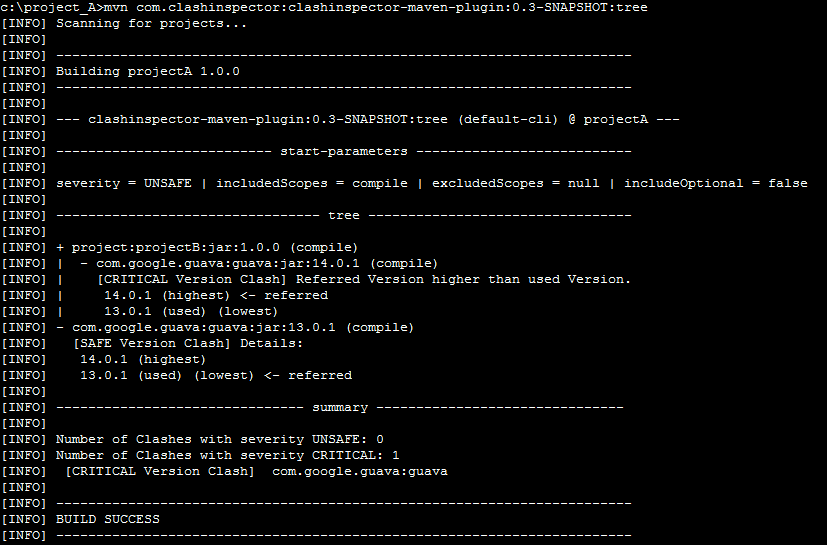 c:\project_A>mvn com.clashinspector:clashinspector-maven-plugin:0.3-SNAPSHOT:tree
[INFO] Scanning for projects...
[INFO]
[INFO] ------------------------------------------------------------------------
[INFO] Building projectA 1.0.0
[INFO] ------------------------------------------------------------------------
[INFO]
[INFO] --- clashinspector-maven-plugin:0.3-SNAPSHOT:tree (default-cli) @ projectA ---
[INFO]
[INFO] --------------------------- start-parameters ---------------------------
[INFO]
[INFO] severity = UNSAFE | includedScopes = compile | excludedScopes = null | includeOptional = false
[INFO]
[INFO] --------------------------------- tree ---------------------------------
[INFO]
[INFO] + project:projectB:jar:1.0.0 (compile)
[INFO] |  - com.google.guava:guava:jar:14.0.1 (compile)
[INFO] |    [CRITICAL Version Clash] Referred Version higher than used Version.
[INFO] |     14.0.1 (highest) <- referred
[INFO] |     13.0.1 (used) (lowest)
[INFO] - com.google.guava:guava:jar:13.0.1 (compile)
[INFO]   [SAFE Version Clash] Details:
[INFO]    14.0.1 (highest)
[INFO]    13.0.1 (used) (lowest) <- referred
[INFO]
[INFO] ------------------------------- summary -------------------------------
[INFO]
[INFO] Number of Clashes with severity UNSAFE: 0
[INFO] Number of Clashes with severity CRITICAL: 1
[INFO]  [CRITICAL Version Clash]  com.google.guava:guava
[INFO]
[INFO] ------------------------------------------------------------------------
[INFO] BUILD SUCCESS
[INFO] ------------------------------------------------------------------------